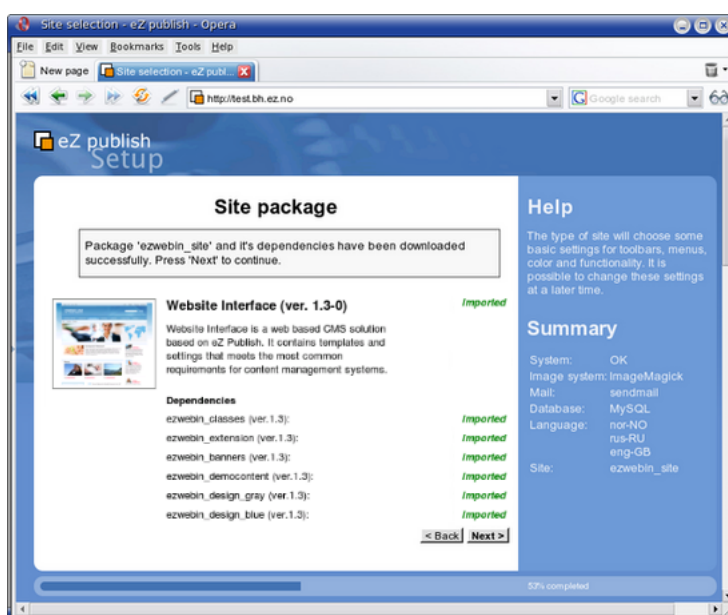 Site selection - eZ publish - Opera
File Edit View Bookmarks Tools Help
New page Site selection - eZ publ...
http://test.bh.ez.no Google search
eZ publish
Setup
Site package
Package 'ezwebin_site' and it's dependencies have been downloaded
successfully. Press 'Next' to continue.
Website Interface (ver. 1.3-0) Imported
Website Interface is a web based CMS solution
based on eZ Publish. It contains templates and
settings that meets the most common
requirements for content management systems.
Dependencies
ezwebin_classes (ver.1.3): Imported
ezwebin_extension (ver.1.3): Imported
ezwebin_banners (ver.1.3): Imported
ezwebin_democontent (ver.1.3): Imported
ezwebin_design_gray (ver.1.3): Imported
ezwebin_design_blue (ver.1.3): Imported
< Back Next >
Help
The type of site will choose some
basic settings for toolbars, menus,
color and functionality. It is
possible to change these settings
at a later time.
Summary
System: OK
Image system: ImageMagick
Mail: sendmail
Database: MySQL
Language: nor-NO
rus-RU
eng-GB
Site: ezwebin_site
53% completed